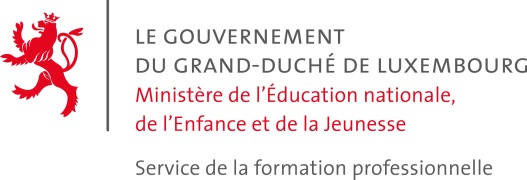 LE GOUVERNEMENT
DU GRAND-DUCHÉ DE LUXEMBOURG
Ministère de l’Éducation nationale,
de l’Enfance et de la Jeunesse
Service de la formation professionnelle